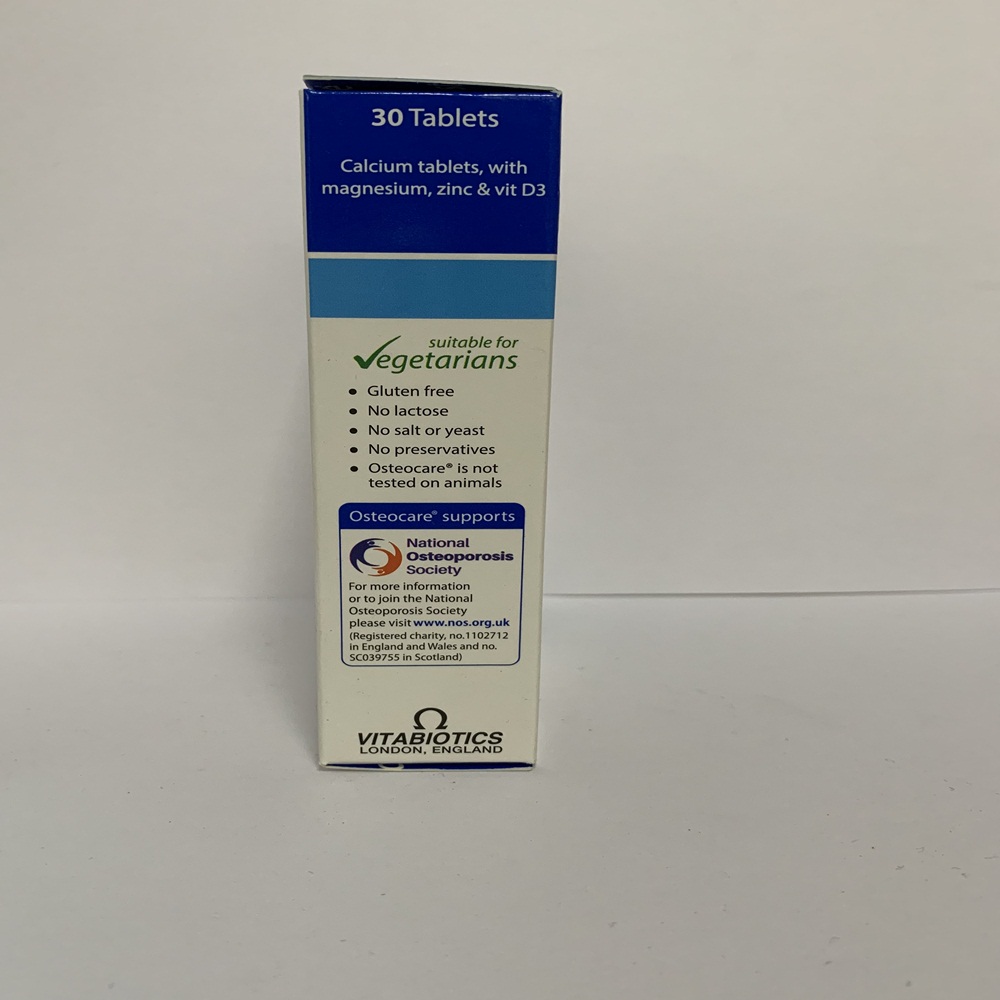 30 Tablets
Calcium tablets, with
magnesium, zinc & vit D3
suitable for
Vegetarians
• Gluten free
• No lactose
• No salt or yeast
• No preservatives
• Osteocare® is not
tested on animals
Osteocare® supports
National
Osteoporosis
Society
For more information
or to join the National
Osteoporosis Society
please visit www.nos.org.uk
(Registered charity, no.1102712
in England and Wales and no.
SC039755 in Scotland)
VITABIOTICS
LONDON, ENGLAND